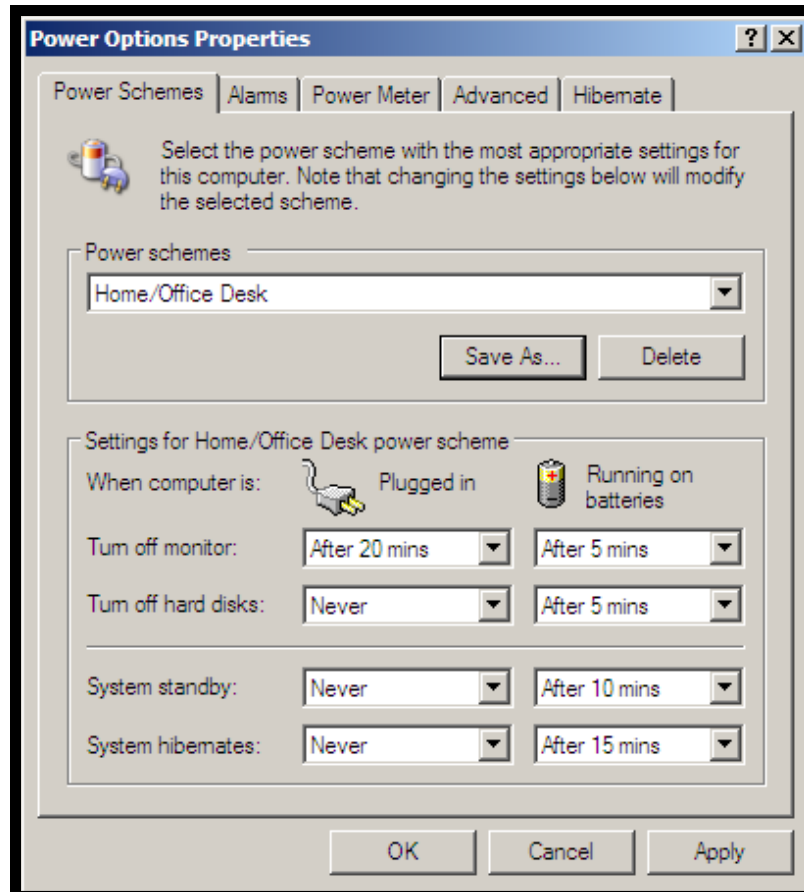 Power Options Properties
Power Schemes Alarms Power Meter Advanced Hibernate
Select the power scheme with the most appropriate settings for
this computer. Note that changing the settings below will modify
the selected scheme.
Power schemes
Home/Office Desk
Save As... Delete
Settings for Home/Office Desk power scheme
When computer is: Plugged in Running on
batteries
Turn off monitor: After 20 mins After 5 mins
Turn off hard disks: Never After 5 mins
System standby: Never After 10 mins
System hibernates: Never After 15 mins
OK Cancel Apply